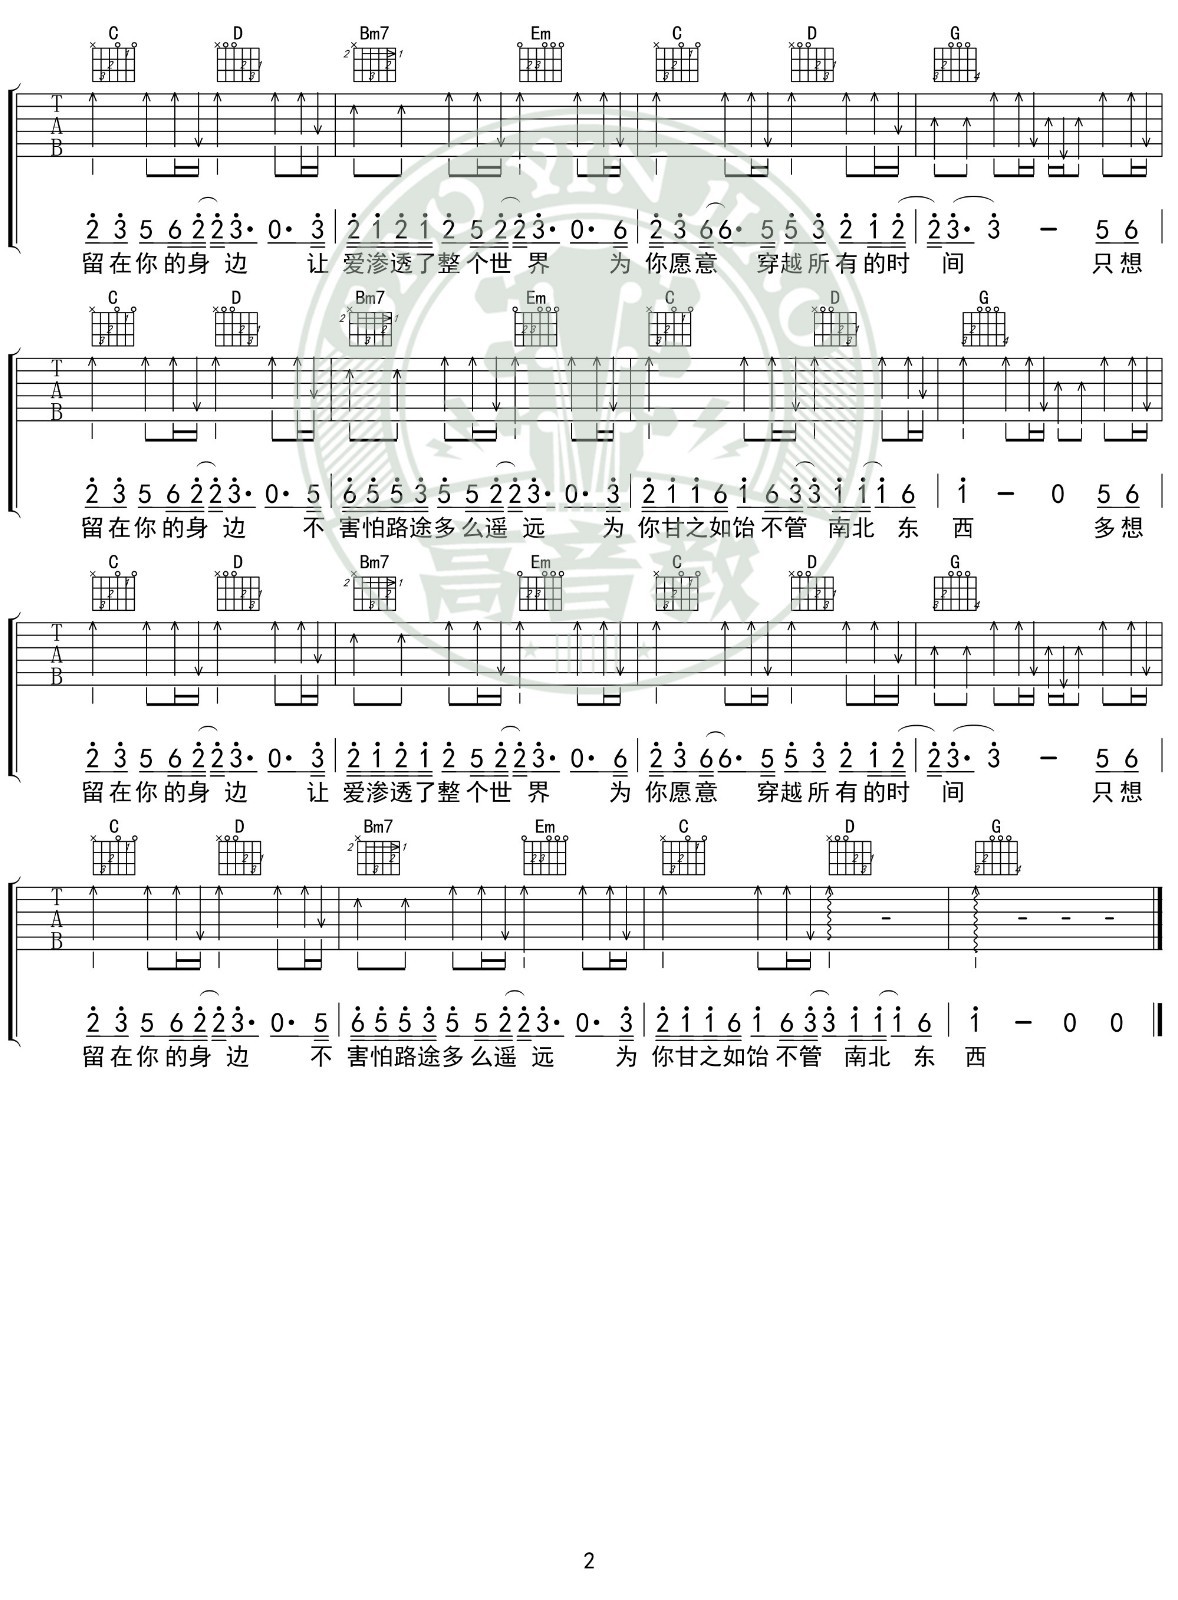 C D Bm7 Em C D G
2 3 5 6 2 2 3· 0· 3 2 1 2 1 2 5 2 2 3· 0· 6 2 3 6 6· 5 5 3 2 1 2 2 3· 3 — 5 6
留在你的身 边 让 爱渗透了整个世 界 为 你愿意 穿越所有的时 间 只想
C D Bm7 Em C D G
2 3 5 6 2 2 3· 0· 5 6 5 5 3 5 5 2 2 3· 0· 3 2 1 1 6 1 6 3 3 1 1 1 6 1 — 0 5 6
留在你的身 边 不 害怕路途多么遥 远 为 你甘之如饴不管 南北 东 西 多想
C D Bm7 Em C D G
2 3 5 6 2 2 3· 0· 3 2 1 2 1 2 5 2 2 3· 0· 6 2 3 6 6· 5 5 3 2 1 2 2 3· 3 — 5 6
留在你的身 边 让 爱渗透了整个世 界 为 你愿意 穿越所有的时 间 只想
C D Bm7 Em C D G
2 3 5 6 2 2 3· 0· 5 6 5 5 3 5 5 2 2 3· 0· 3 2 1 1 6 1 6 3 3 1 1 1 6 1 — 0 0
留在你的身 边 不 害怕路途多么遥 远 为 你甘之如饴不管 南北 东 西
GAO YIN JIAO
高音教
2